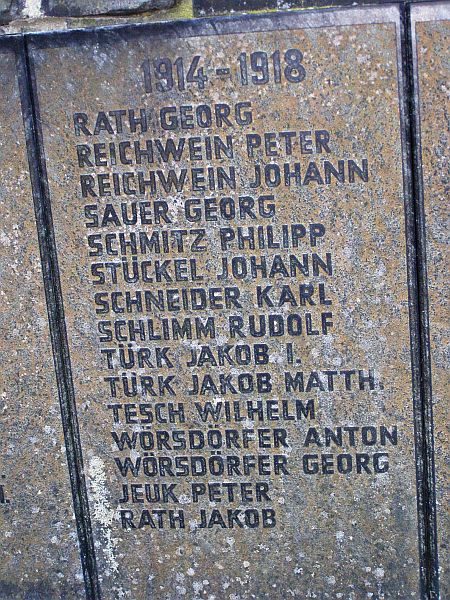 1914 - 1918
RATH GEORG
REICHWEIN PETER
REICHWEIN JOHANN
SAUER GEORG
SCHMITZ PHILIPP
STÜCKEL JOHANN
SCHNEIDER KARL
SCHLIMM RUDOLF
TÜRK JAKOB I.
TÜRK JAKOB MATTH.
TESCH WILHELM
WÖRSDÖRFER ANTON
WÖRSDÖRFER GEORG
JEUK PETER
RATH JAKOB